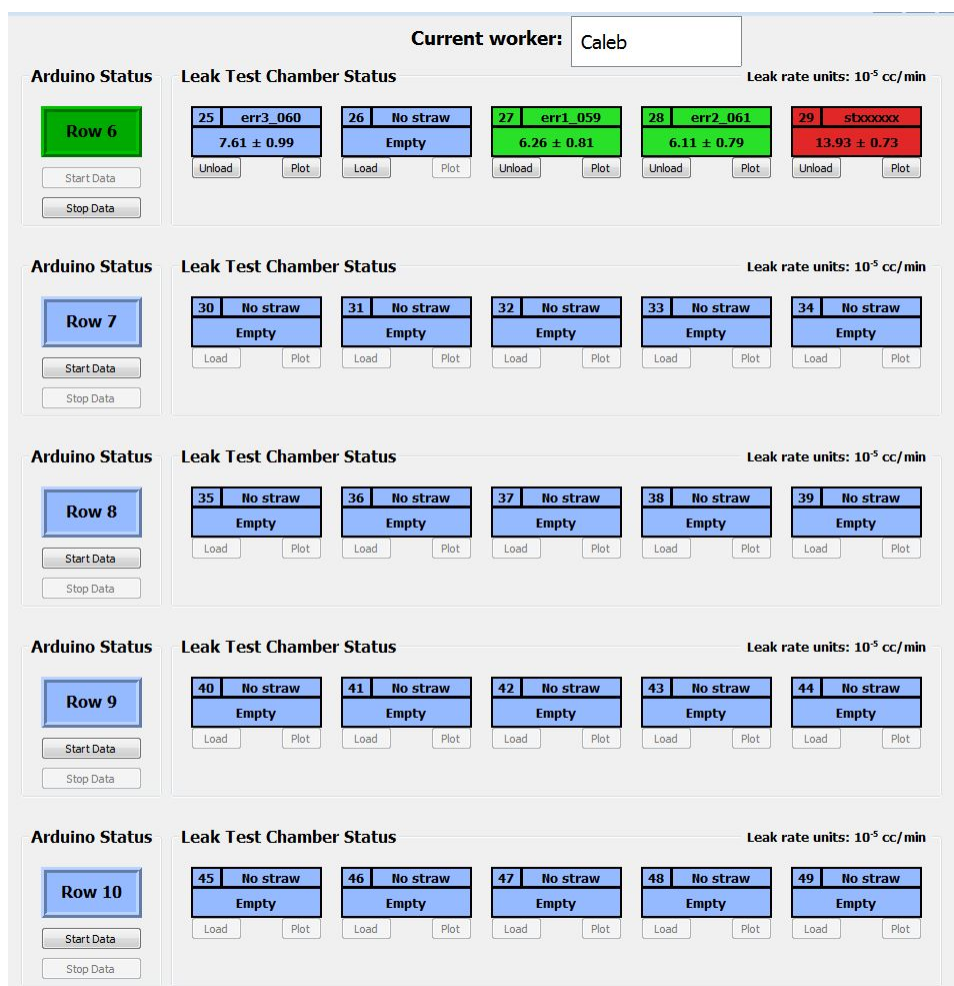 Current worker: Caleb
Arduino Status Leak Test Chamber Status Leak rate units: 10⁻⁵ cc/min
Row 6 25 err3_060 26 No straw 27 err1_059 28 err2_061 29 stxxxxxx
7.61 ± 0.99 Empty 6.26 ± 0.81 6.11 ± 0.79 13.93 ± 0.73
Unload Plot Load Plot Unload Plot Unload Plot Unload Plot
Start Data
Stop Data
Arduino Status Leak Test Chamber Status Leak rate units: 10⁻⁵ cc/min
Row 7 30 No straw 31 No straw 32 No straw 33 No straw 34 No straw
Empty Empty Empty Empty Empty
Load Plot Load Plot Load Plot Load Plot Load Plot
Start Data
Stop Data
Arduino Status Leak Test Chamber Status Leak rate units: 10⁻⁵ cc/min
Row 8 35 No straw 36 No straw 37 No straw 38 No straw 39 No straw
Empty Empty Empty Empty Empty
Load Plot Load Plot Load Plot Load Plot Load Plot
Start Data
Stop Data
Arduino Status Leak Test Chamber Status Leak rate units: 10⁻⁵ cc/min
Row 9 40 No straw 41 No straw 42 No straw 43 No straw 44 No straw
Empty Empty Empty Empty Empty
Load Plot Load Plot Load Plot Load Plot Load Plot
Start Data
Stop Data
Arduino Status Leak Test Chamber Status Leak rate units: 10⁻⁵ cc/min
Row 10 45 No straw 46 No straw 47 No straw 48 No straw 49 No straw
Empty Empty Empty Empty Empty
Load Plot Load Plot Load Plot Load Plot Load Plot
Start Data
Stop Data